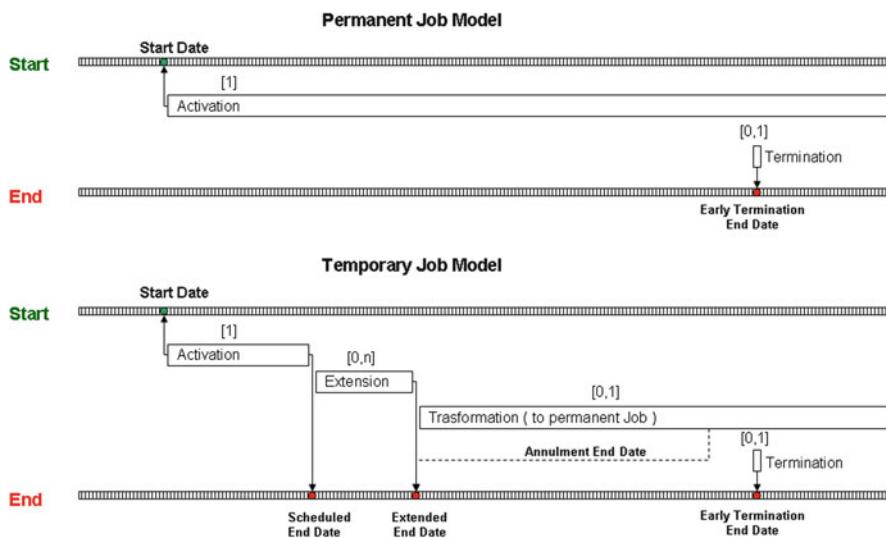 Permanent Job Model
Start Date
Start
[1]
Activation
[0,1]
Termination
End
Early Termination
End Date
Temporary Job Model
Start Date
Start
[1]
Activation
[0,n]
Extension
[0,1]
Trasformation ( to permanent Job )
Annulment End Date
[0,1]
Termination
End
Scheduled
End Date
Extended
End Date
Early Termination
End Date